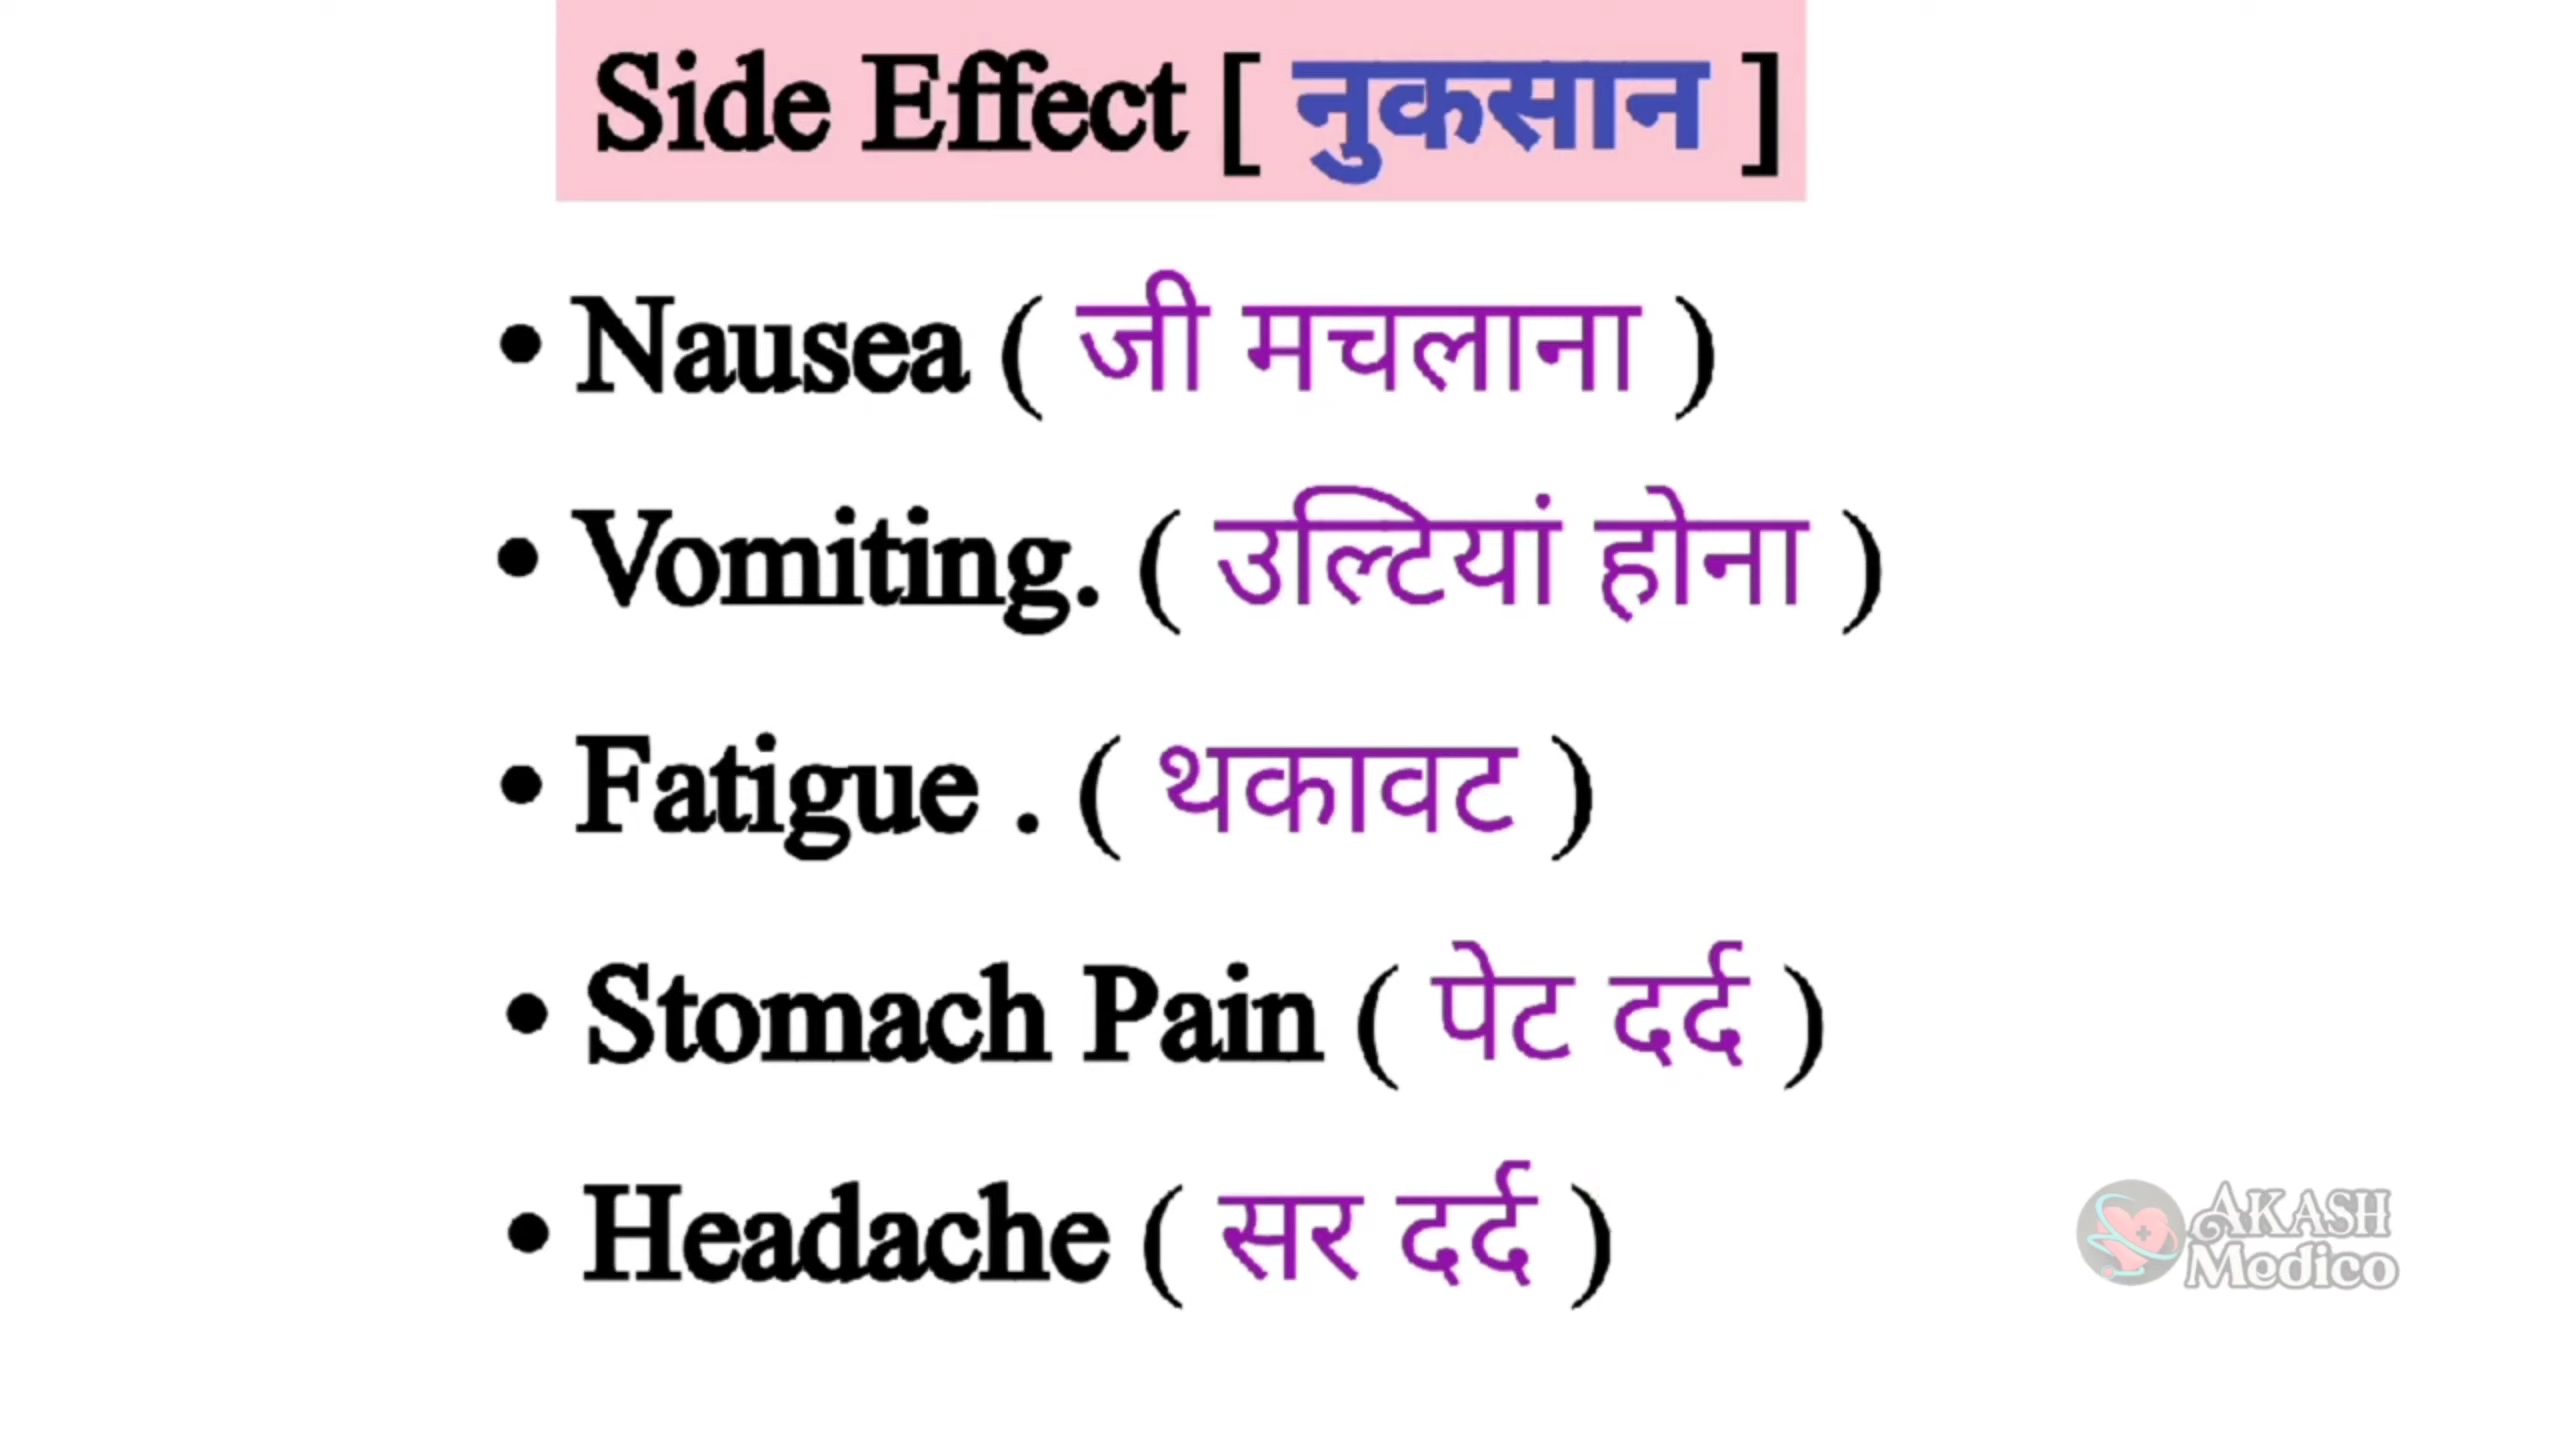 Side Effect [ नुकसान ]
• Nausea ( जी मचलाना )
• Vomiting. ( उल्टियां होना )
• Fatigue . ( थकावट )
• Stomach Pain ( पेट दर्द )
• Headache ( सर दर्द )
AKASH
Medico